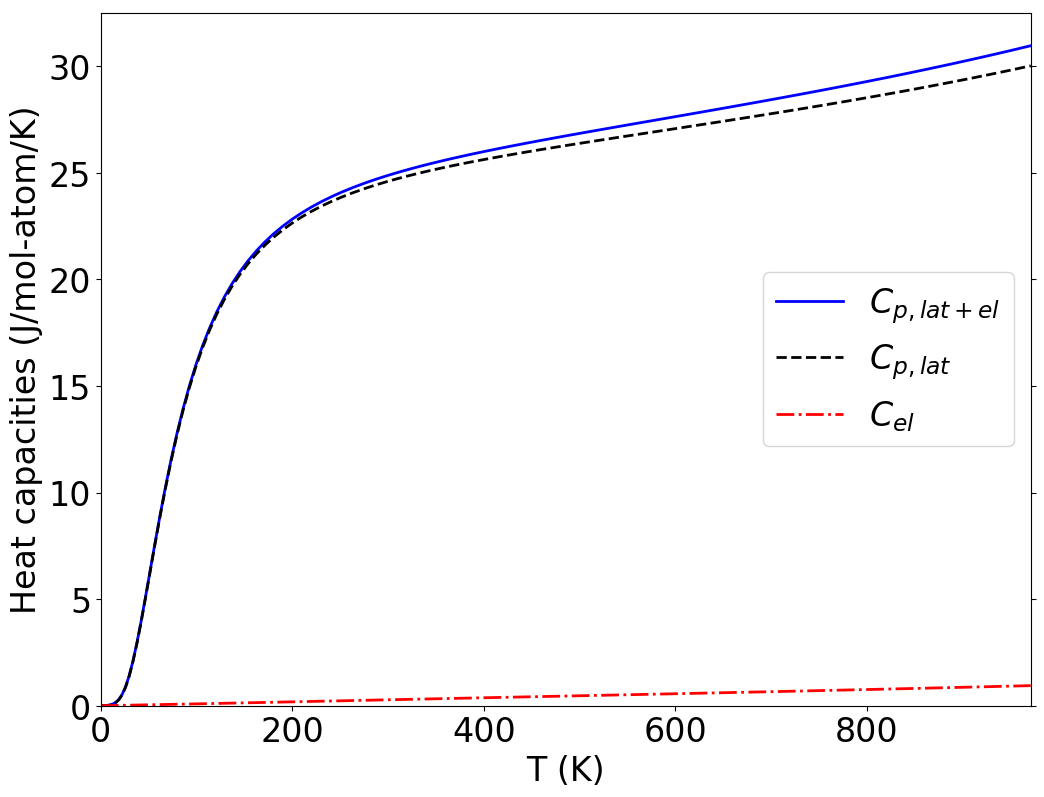 Heat capacities (J/mol-atom/K)
30
25
20
15
10
5
0
C_{p, lat + el}
C_{p, lat}
C_{el}
0 200 400 600 800
T (K)